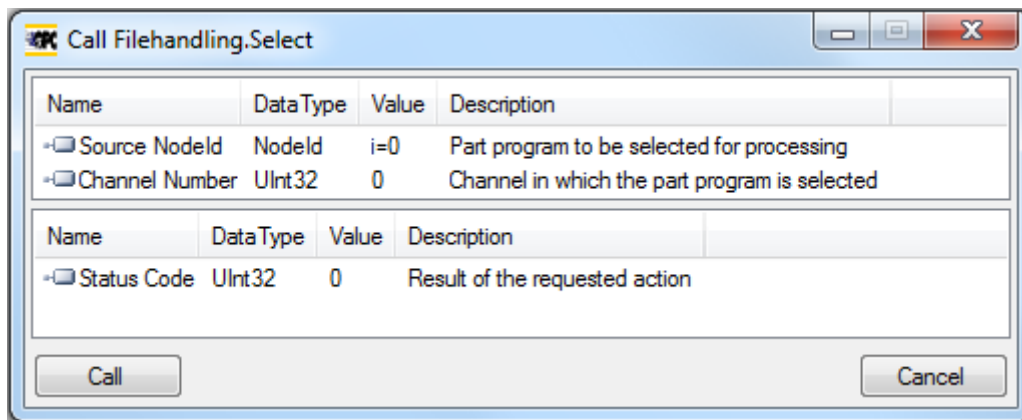 Call Filehandling.Select
Name DataType Value Description
Source NodeId NodeId i=0 Part program to be selected for processing
Channel Number UInt32 0 Channel in which the part program is selected
Name DataType Value Description
Status Code UInt32 0 Result of the requested action
Call Cancel